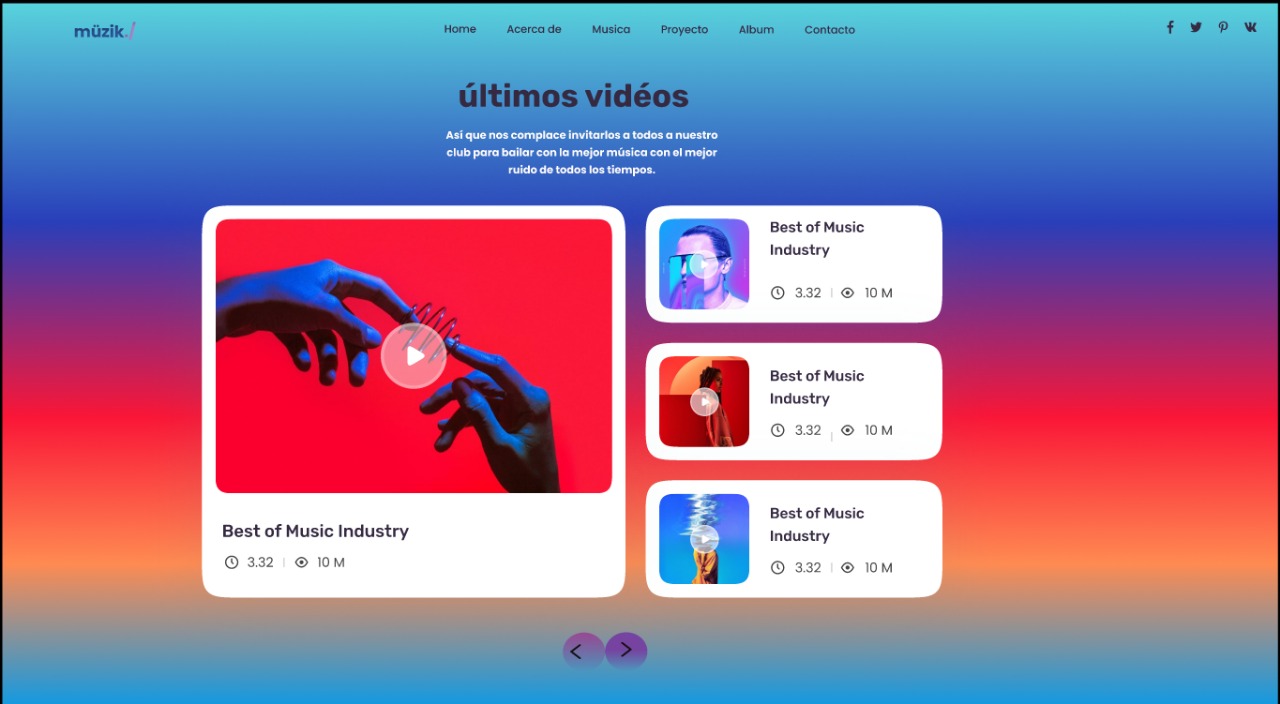 müzik./
Home Acerca de Musica Proyecto Album Contacto
últimos vidéos
Así que nos complace invitarlos a todos a nuestro
club para bailar con la mejor música con el mejor
ruido de todos los tiempos.
Best of Music Industry
3.32 | 10 M
Best of Music
Industry
3.32 | 10 M
Best of Music
Industry
3.32 | 10 M
Best of Music
Industry
3.32 | 10 M